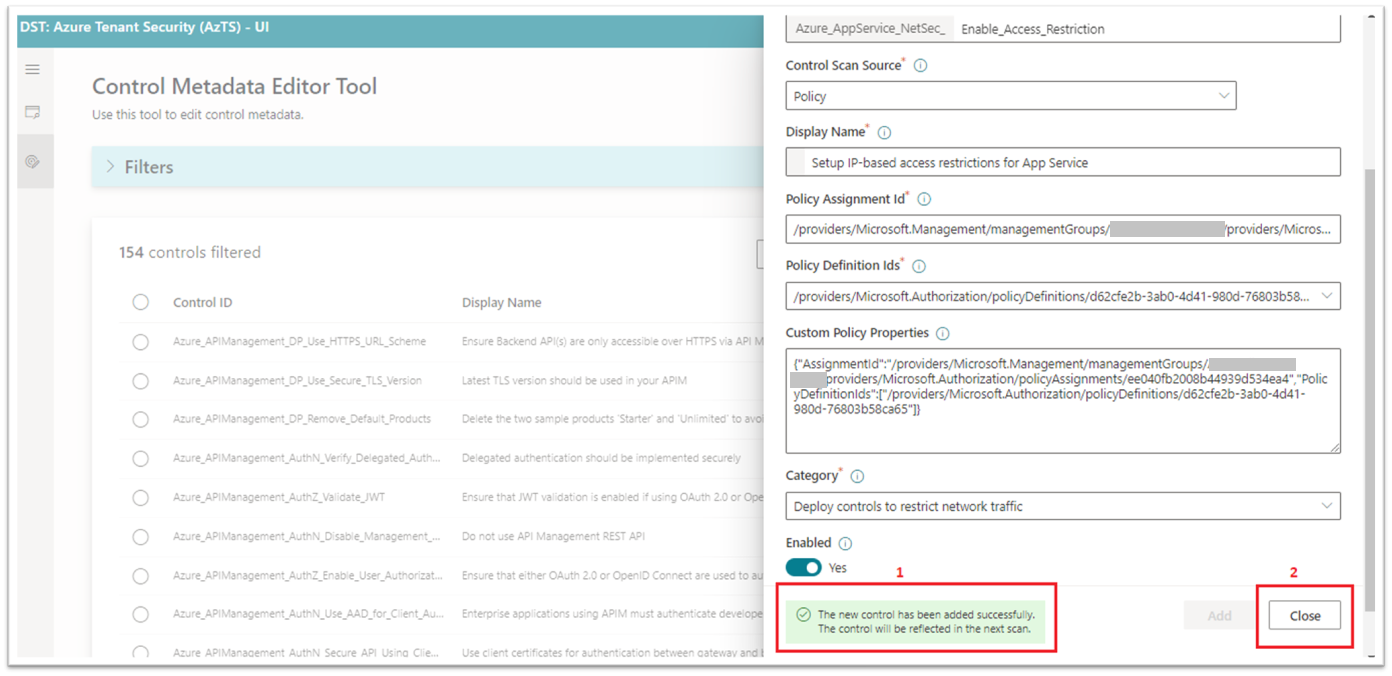 DST: Azure Tenant Security (AzTS) - UI
Control Metadata Editor Tool
Use this tool to edit control metadata.
Filters
154 controls filtered
Control ID Display Name
Azure_APIManagement_DP_Use_HTTPS_URL_Scheme Ensure Backend API(s) are only accessible over HTTPS via API M
Azure_APIManagement_DP_Use_Secure_TLS_Version Latest TLS version should be used in your APIM
Azure_APIManagement_DP_Remove_Default_Products Delete the two sample products 'Starter' and 'Unlimited' to avoi
Azure_APIManagement_AuthN_Verify_Delegated_Auth... Delegated authentication should be implemented securely
Azure_APIManagement_AuthZ_Validate_JWT Ensure that JWT validation is enabled if using OAuth 2.0 or Ope
Azure_APIManagement_AuthN_Disable_Management_... Do not use API Management REST API
Azure_APIManagement_AuthZ_Enable_User_Authorizat... Ensure that either OAuth 2.0 or OpenID Connect are used to au
Azure_APIManagement_AuthN_Use_AAD_for_Client_Au... Enterprise applications using APIM must authenticate develope
Azure_APIManagement_AuthN_Secure_API_Using_Clie... Use client certificates for authentication between gateway and b
Azure_AppService_NetSec_ Enable_Access_Restriction
Control Scan Source*
Policy
Display Name*
Setup IP-based access restrictions for App Service
Policy Assignment Id*
/providers/Microsoft.Management/managementGroups/ /providers/Micros...
Policy Definition Ids*
/providers/Microsoft.Authorization/policyDefinitions/d62cfe2b-3ab0-4d41-980d-76803b58...
Custom Policy Properties
{"AssignmentId":"/providers/Microsoft.Management/managementGroups/
providers/Microsoft.Authorization/policyAssignments/ee040fb2008b44939d534ea4","Polic
yDefinitionIds":["/providers/Microsoft.Authorization/policyDefinitions/d62cfe2b-3ab0-4d41-
980d-76803b58ca65"]}
Category*
Deploy controls to restrict network traffic
Enabled
Yes
1
2
The new control has been added successfully.
The control will be reflected in the next scan.
Add
Close